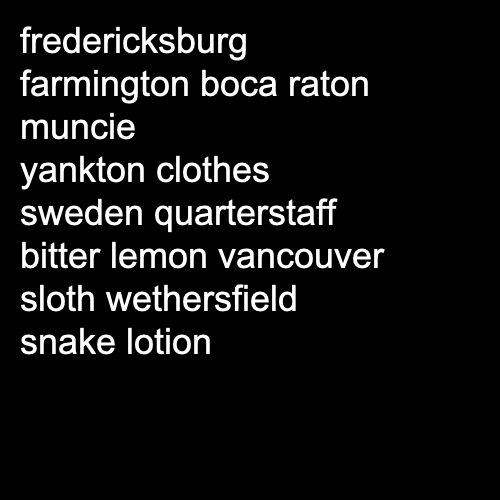 fredericksburg
farmington boca raton
muncie
yankton clothes
sweden quarterstaff
bitter lemon vancouver
sloth wethersfield
snake lotion